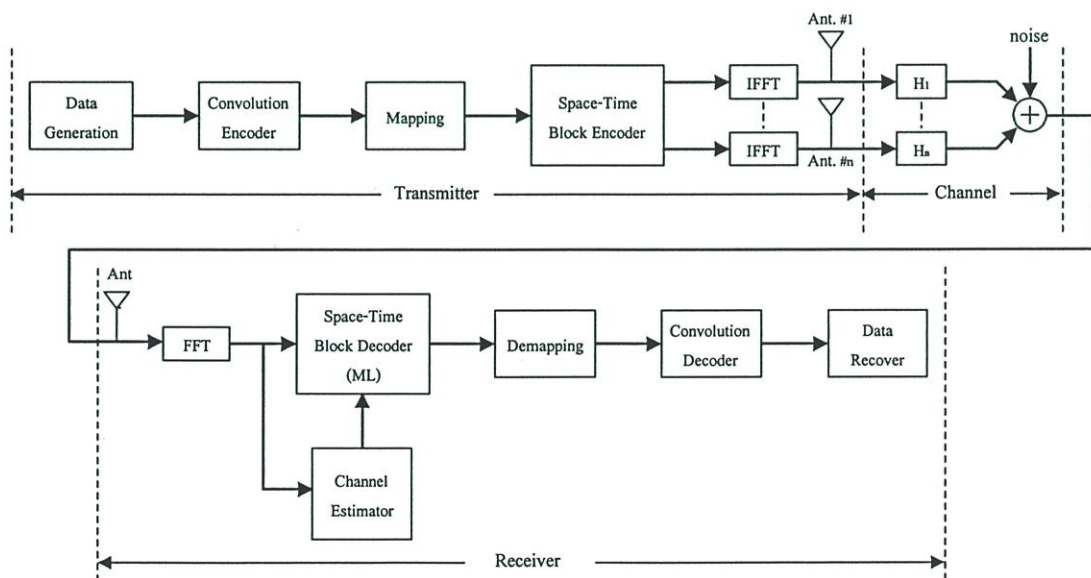 Ant. #1
noise
Data
Generation
Convolution
Encoder
Mapping
Space-Time
Block Encoder
IFFT
IFFT
H1
Hn
+
Ant. #n
Transmitter
Channel
Ant
FFT
Space-Time
Block Decoder
(ML)
Demapping
Convolution
Decoder
Data
Recover
Channel
Estimator
Receiver